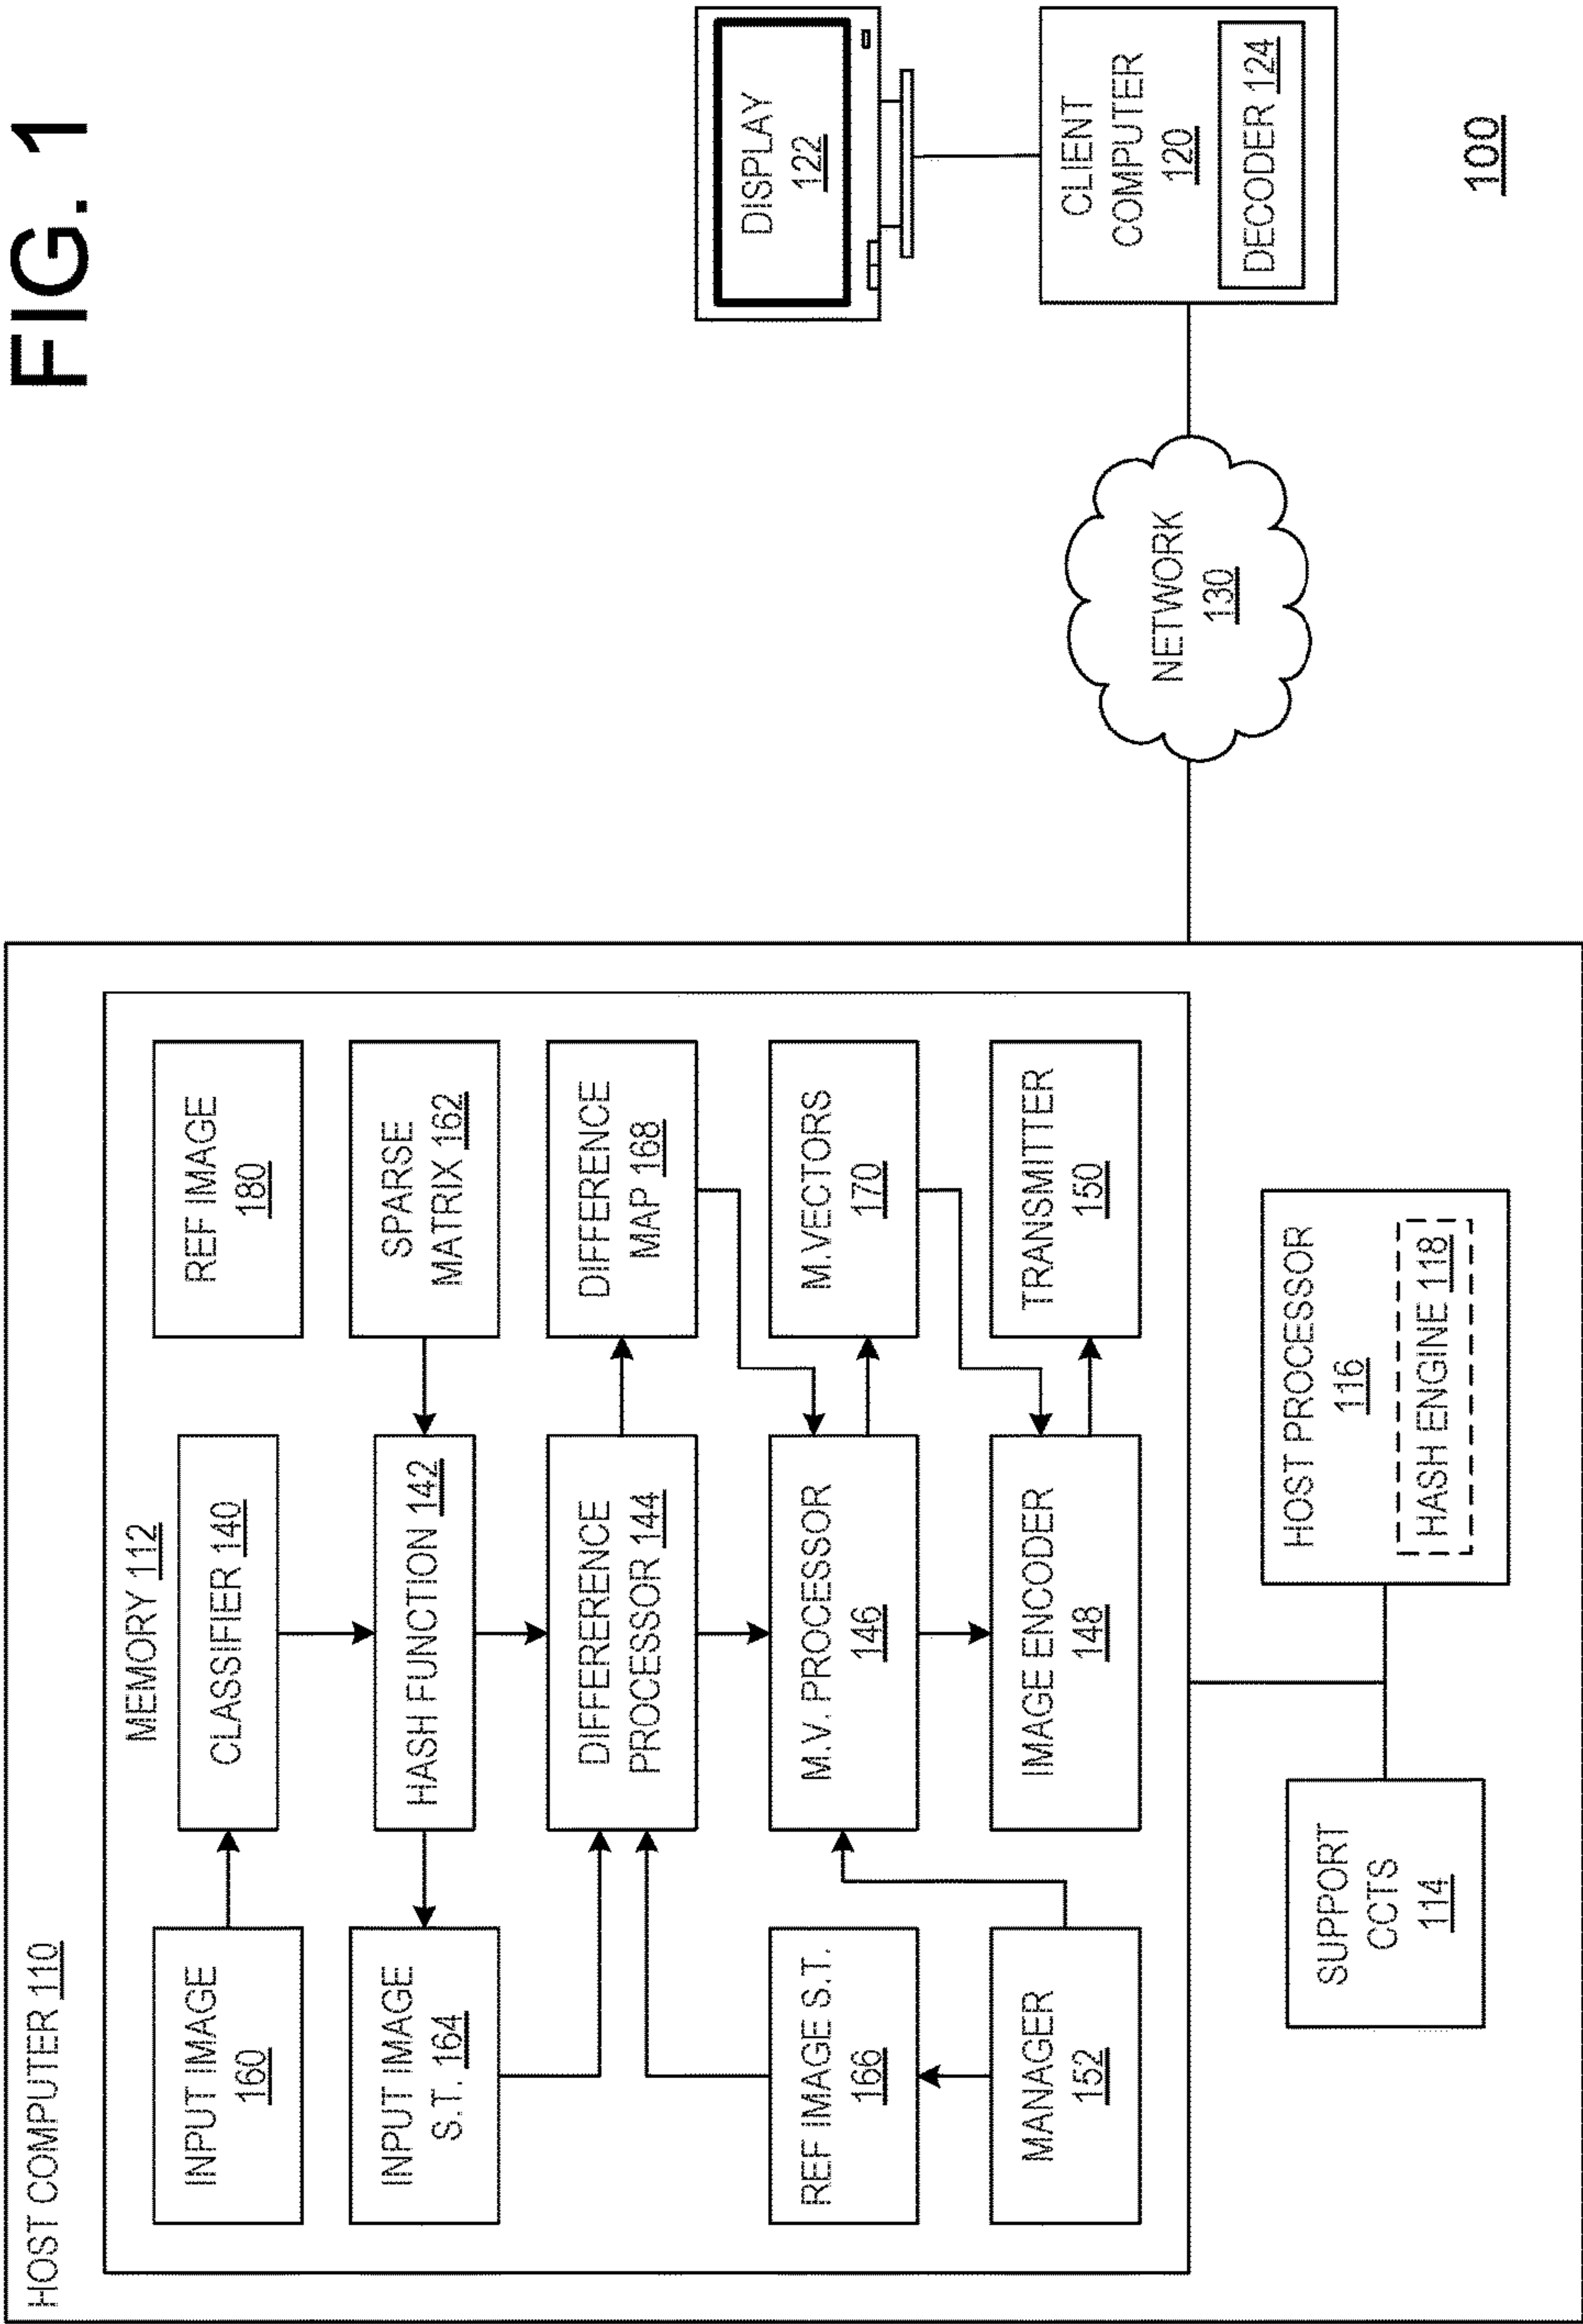 FIG. 1
HOST COMPUTER 110
MEMORY 112
INPUT IMAGE
160
CLASSIFIER 140
REF IMAGE
180
INPUT IMAGE
S.T. 164
HASH FUNCTION 142
SPARSE
MATRIX 162
DIFFERENCE
PROCESSOR 144
DIFFERENCE
MAP 168
REF IMAGE S.T.
166
M.V. PROCESSOR
146
M.VECTORS
170
MANAGER
152
IMAGE ENCODER
148
TRANSMITTER
150
SUPPORT
CCTS
114
HOST PROCESSOR
116
HASH ENGINE 118
NETWORK
130
DISPLAY
122
CLIENT
COMPUTER
120
DECODER 124
100